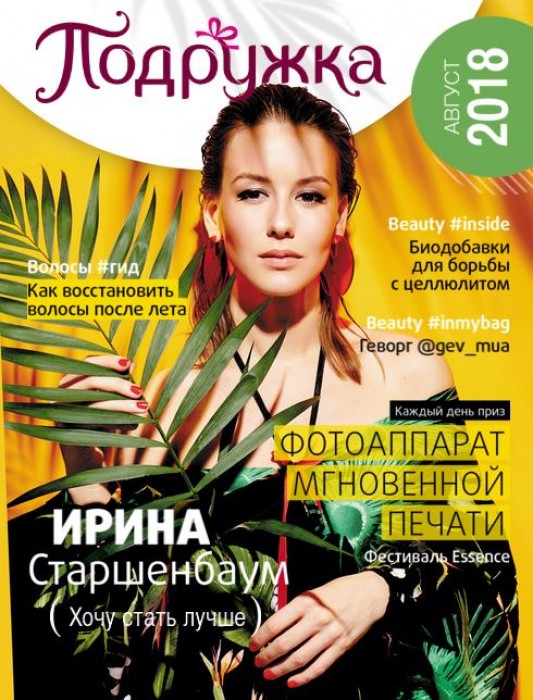 Подружка
АВГУСТ
2018
Beauty #inside
Биодобавки
для борьбы
с целлюлитом
Волосы #гид
Как восстановить
волосы после лета
Beauty #inmybag
Геворг @gev_mua
Каждый день приз
ФОТОАППАРАТ
МГНОВЕННОЙ
ПЕЧАТИ
Фестиваль Essence
ИРИНА
Старшенбаум
( Хочу стать лучше )